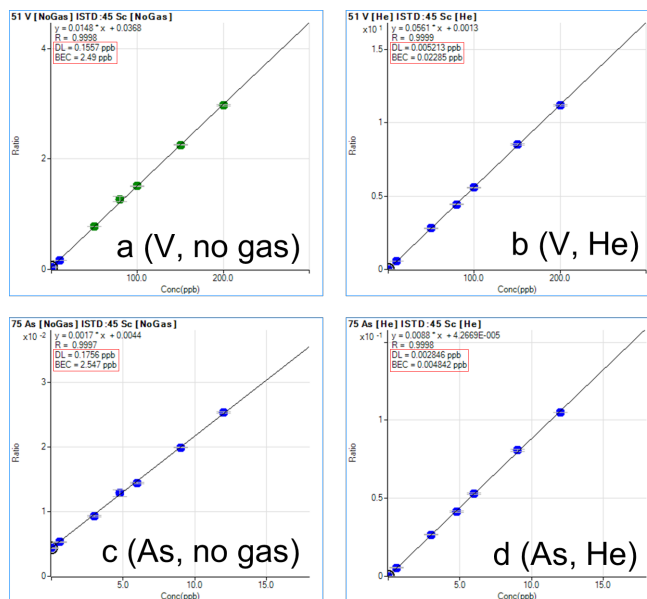 51 V [NoGas] ISTD:45 Sc [NoGas]
y = 0.0148 * x + 0.0368
R = 0.9998
DL = 0.1557 ppb
BEC = 2.49 ppb
4
2
0
Ratio
100.0
200.0
Conc(ppb)
a (V, no gas)
51 V [He] ISTD:45 Sc [He]
x10 1
y = 0.0561 * x + 0.0013
R = 0.9999
DL = 0.005213 ppb
BEC = 0.02285 ppb
1.5
1
0.5
0
Ratio
100.0
200.0
Conc(ppb)
b (V, He)
75 As [NoGas] ISTD:45 Sc [NoGas]
x10 -2
y = 0.0017 * x + 0.0044
R = 0.9997
DL = 0.1756 ppb
BEC = 2.547 ppb
3
2
1
0
Ratio
5.0
10.0
15.0
Conc(ppb)
c (As, no gas)
75 As [He] ISTD:45 Sc [He]
x10 -1
y = 0.0088 * x + 4.2669E-005
R = 0.9998
DL = 0.002846 ppb
BEC = 0.004842 ppb
1
0.5
0
Ratio
5.0
10.0
15.0
Conc(ppb)
d (As, He)